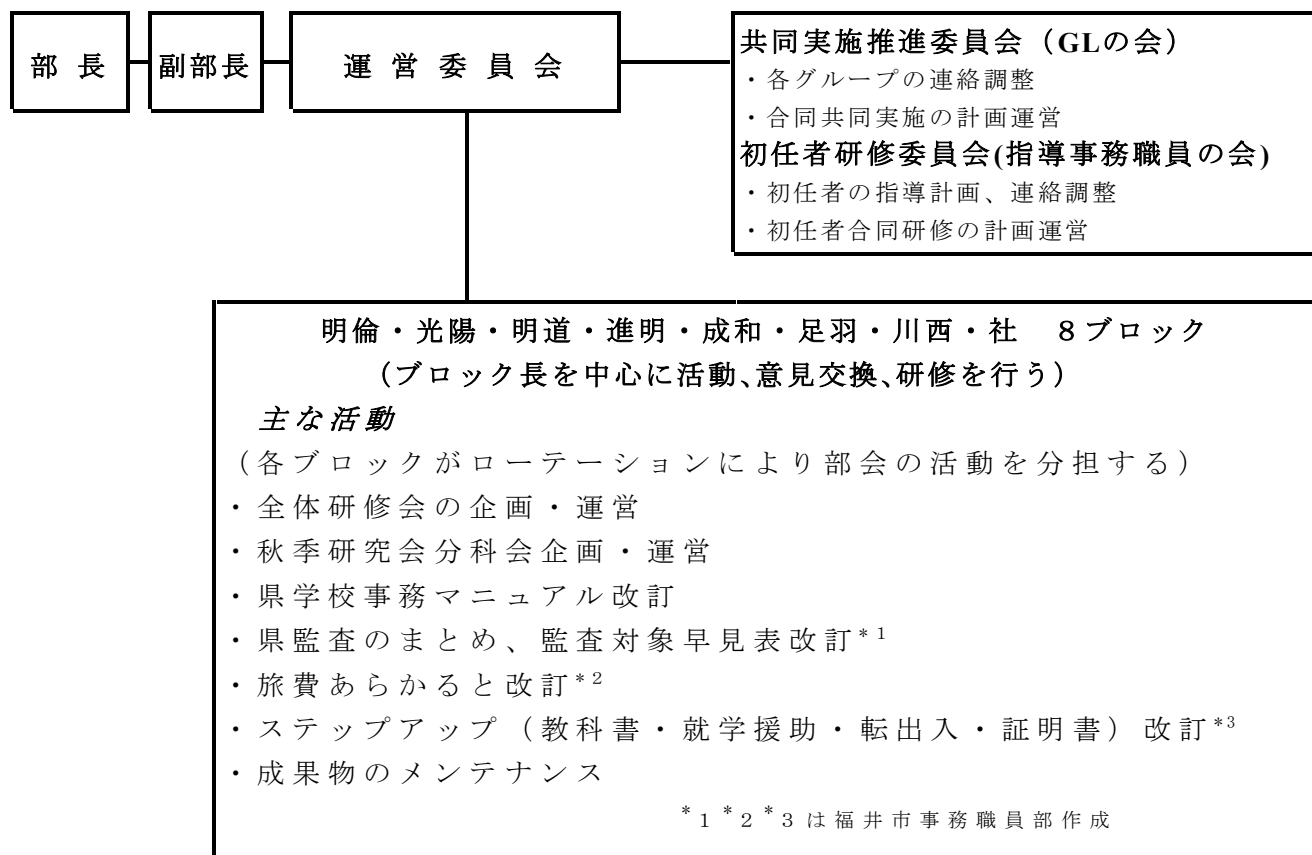 部長
副部長
運営委員会
共同実施推進委員会（GLの会）
・各グループの連絡調整
・合同共同実施の計画運営
初任者研修委員会(指導事務職員の会)
・初任者の指導計画、連絡調整
・初任者合同研修の計画運営
明倫・光陽・明道・進明・成和・足羽・川西・社　８ブロック
（ブロック長を中心に活動、意見交換、研修を行う）
主な活動
（各ブロックがローテーションにより部会の活動を分担する）
・全体研修会の企画・運営
・秋季研究会分科会企画・運営
・県学校事務マニュアル改訂
・県監査のまとめ、監査対象早見表改訂*1
・旅費あらかると改訂*2
・ステップアップ（教科書・就学援助・転出入・証明書）改訂*3
・成果物のメンテナンス
*1 *2 *3は福井市事務職員部作成